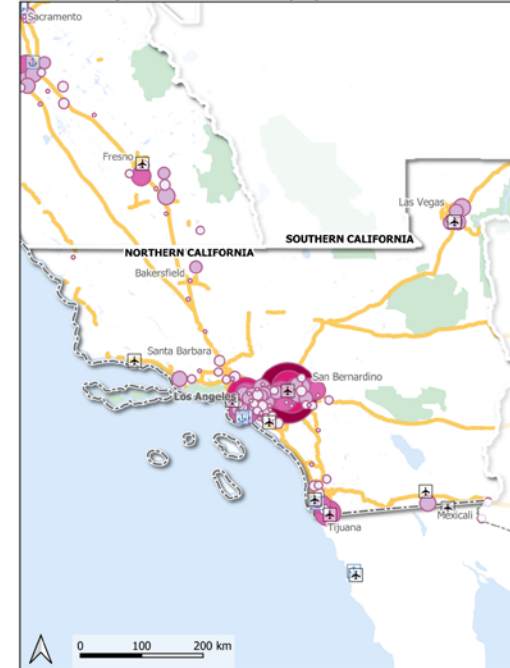 Sacramento
Fresno
Las Vegas
SOUTHERN CALIFORNIA
NORTHERN CALIFORNIA
Bakersfield
Santa Barbara
San Bernardino
Los Angeles
Mexicali
Tijuana
0 100 200 km